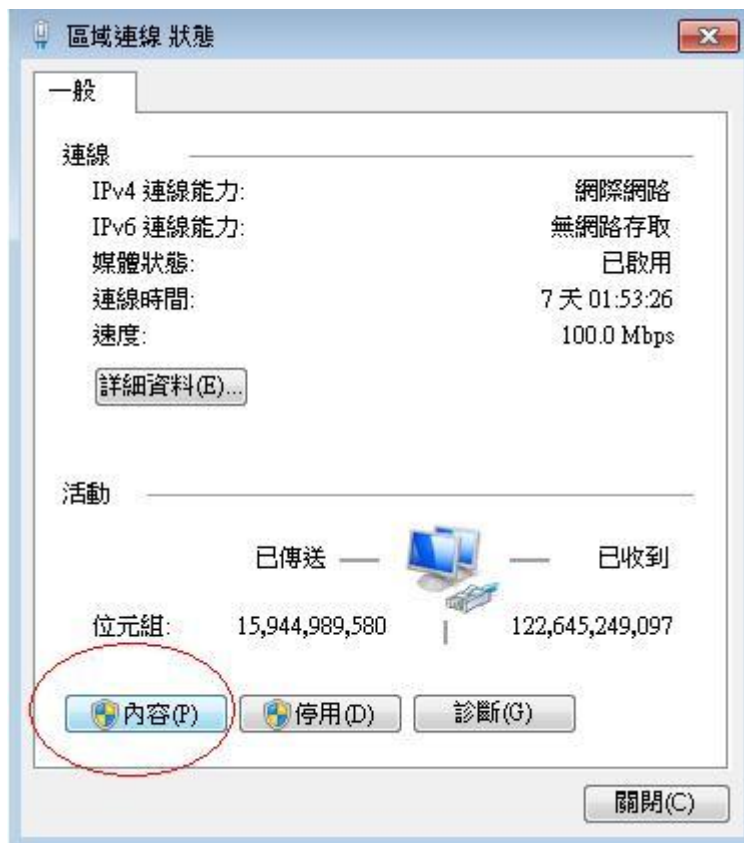 區域連線 狀態
一般
連線
IPv4 連線能力: 網際網路
IPv6 連線能力: 無網路存取
媒體狀態: 已啟用
連線時間: 7 天 01:53:26
速度: 100.0 Mbps
詳細資料(E)...
活動
已傳送 已收到
位元組: 15,944,989,580 122,645,249,097
內容(P) 停用(D) 診斷(G)
關閉(C)